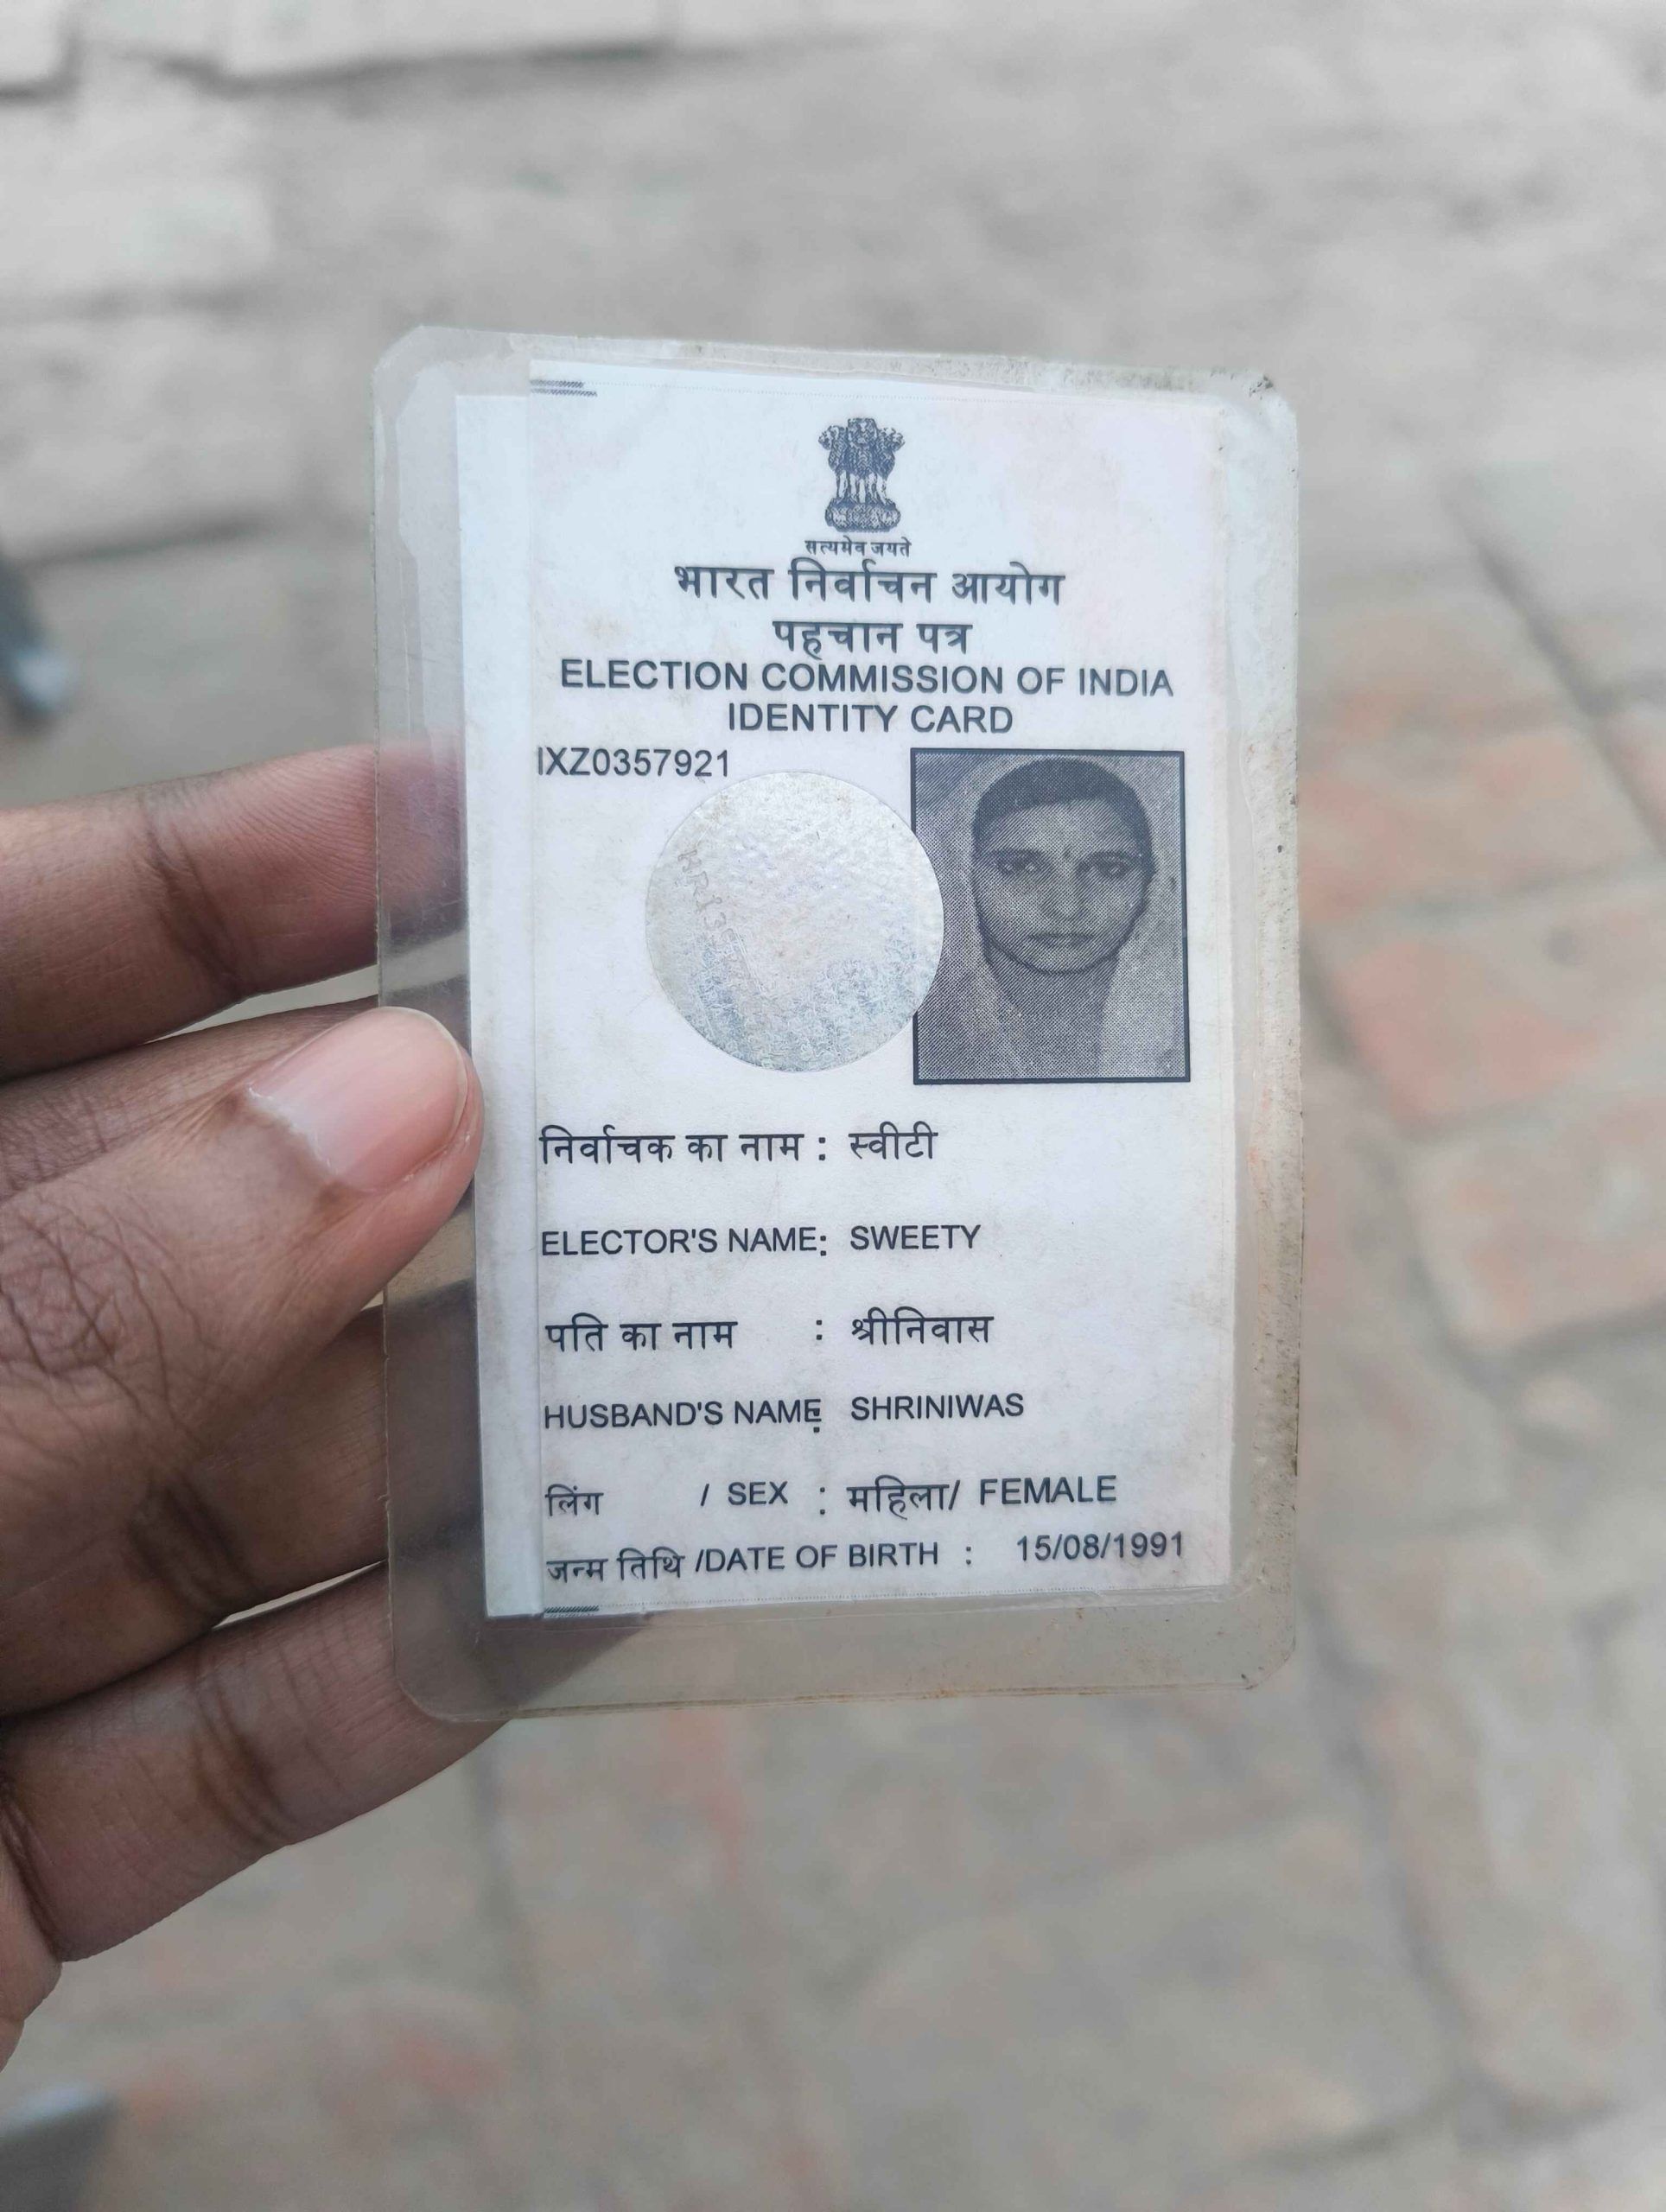 सत्यमेव जयते
भारत निर्वाचन आयोग
पहचान पत्र
ELECTION COMMISSION OF INDIA
IDENTITY CARD
IXZ0357921
निर्वाचक का नाम : स्वीटी
ELECTOR'S NAME: SWEETY
पति का नाम : श्रीनिवास
HUSBAND'S NAME: SHRINIWAS
लिंग / SEX : महिला/ FEMALE
जन्म तिथि /DATE OF BIRTH : 15/08/1991